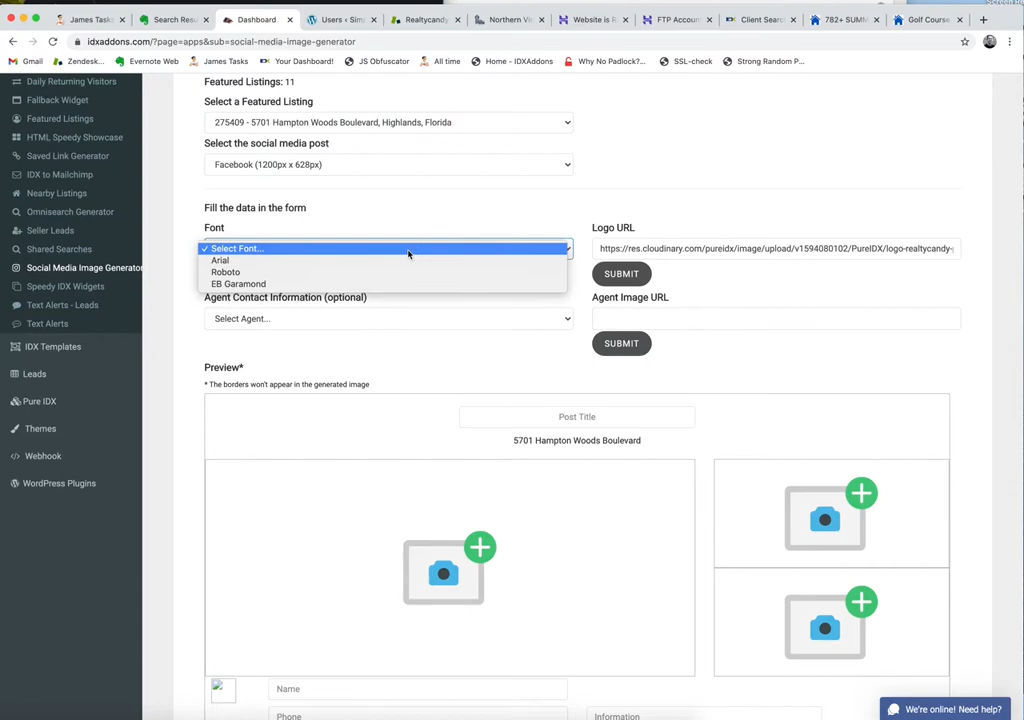 James Tasks
Search Resu
Dashboard
Users ‹ Sim
Realtycandy
Northern Vi
Website is R
FTP Accoun
Client Searc
782+ SUMM
Golf Course
idxaddons.com/?page=apps&sub=social-media-image-generator
Gmail
Zendesk...
Evernote Web
James Tasks
Your Dashboard!
JS Obfuscator
All time
Home - IDXAddons
Why No Padlock?...
SSL-check
Strong Random P...
Daily Returning Visitors
Fallback Widget
Featured Listings
HTML Speedy Showcase
Saved Link Generator
IDX to Mailchimp
Nearby Listings
Omnisearch Generator
Seller Leads
Shared Searches
Social Media Image Generator
Speedy IDX Widgets
Text Alerts - Leads
Text Alerts
IDX Templates
Leads
Pure IDX
Themes
Webhook
WordPress Plugins
Featured Listings: 11
Select a Featured Listing
275409 - 5701 Hampton Woods Boulevard, Highlands, Florida
Select the social media post
Facebook (1200px x 628px)
Fill the data in the form
Font
✓ Select Font...
Arial
Roboto
EB Garamond
Logo URL
https://res.cloudinary.com/pureidx/image/upload/v1594080102/PureIDX/logo-realtycandy-
SUBMIT
Agent Contact Information (optional)
Select Agent...
Agent Image URL
SUBMIT
Preview*
* The borders won't appear in the generated image
Post Title
5701 Hampton Woods Boulevard
Name
Phone
Information
We're online! Need help?